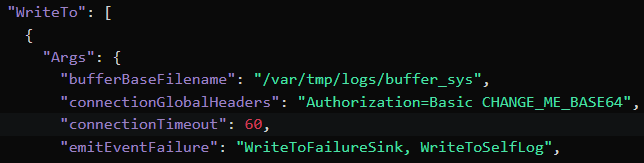 "WriteTo": [
{
"Args": {
"bufferBaseFilename": "/var/tmp/logs/buffer_sys",
"connectionGlobalHeaders": "Authorization=Basic CHANGE_ME_BASE64",
"connectionTimeout": 60,
"emitEventFailure": "WriteToFailureSink, WriteToSelfLog",